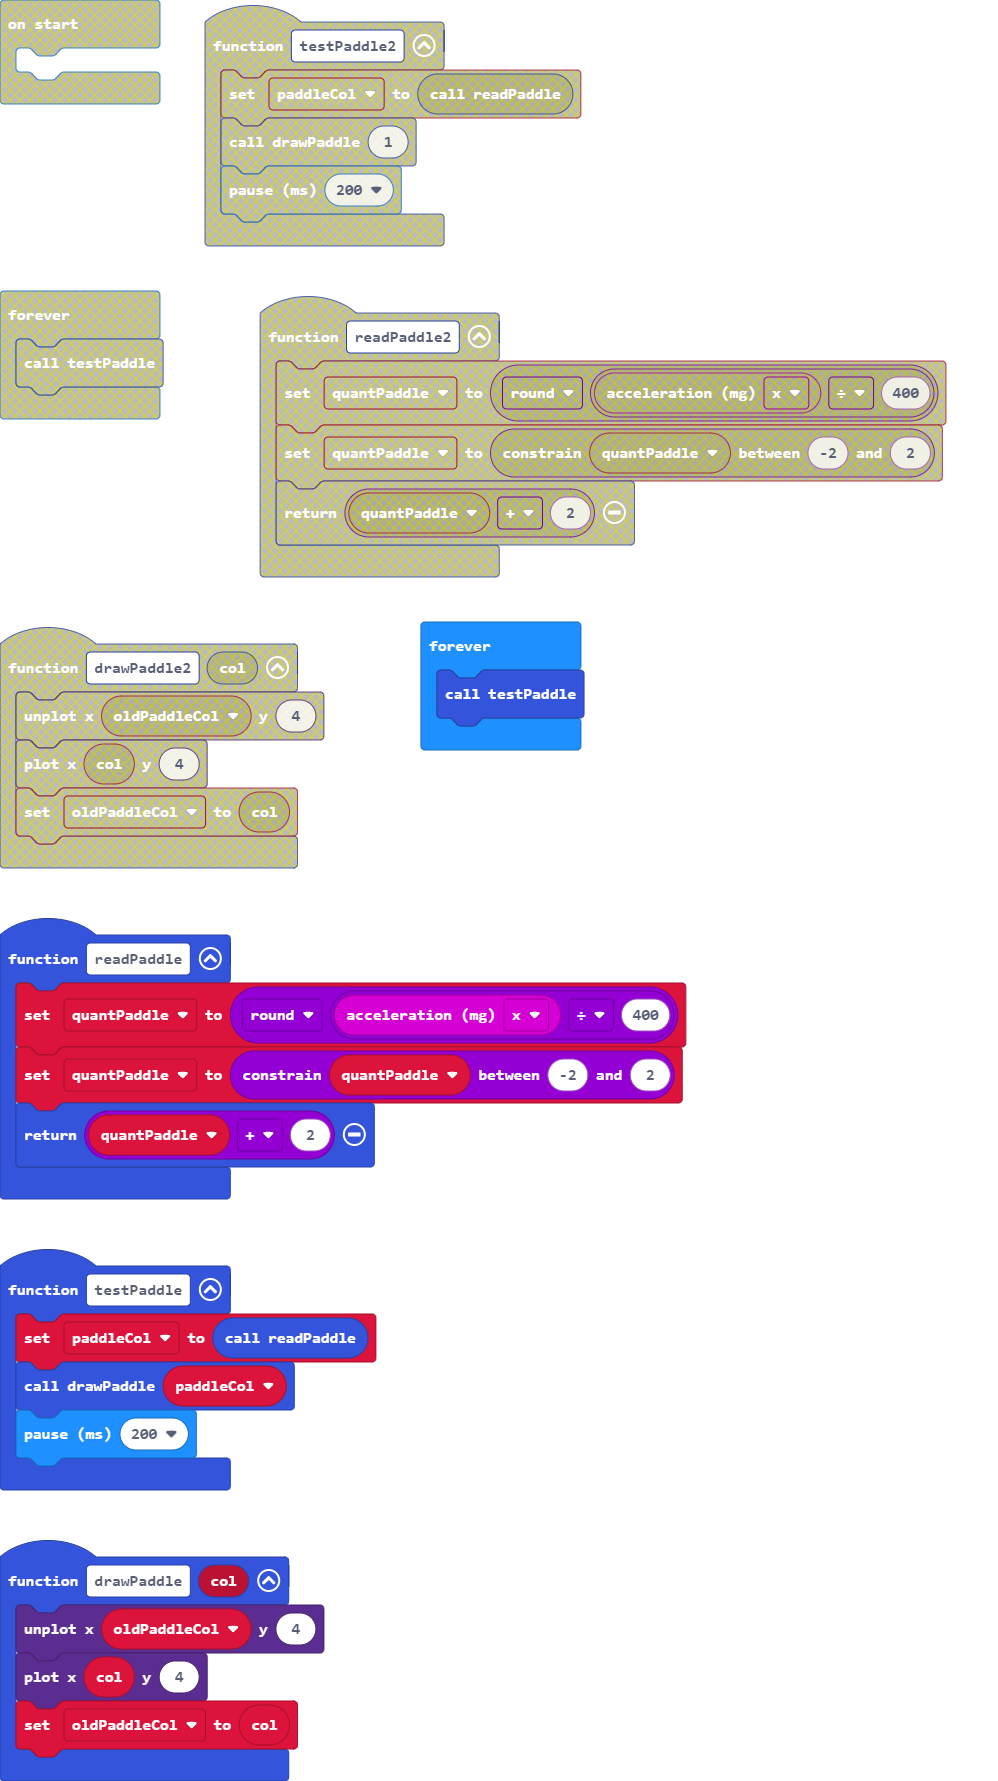 on start
function testPaddle2
set paddleCol to call readPaddle
call drawPaddle 1
pause (ms) 200
forever
call testPaddle
function readPaddle2
set quantPaddle to round acceleration (mg) x ÷ 400
set quantPaddle to constrain quantPaddle between -2 and 2
return quantPaddle + 2
function drawPaddle2 col
unplot x oldPaddleCol y 4
plot x col y 4
set oldPaddleCol to col
forever
call testPaddle
function readPaddle
set quantPaddle to round acceleration (mg) x ÷ 400
set quantPaddle to constrain quantPaddle between -2 and 2
return quantPaddle + 2
function testPaddle
set paddleCol to call readPaddle
call drawPaddle paddleCol
pause (ms) 200
function drawPaddle col
unplot x oldPaddleCol y 4
plot x col y 4
set oldPaddleCol to col